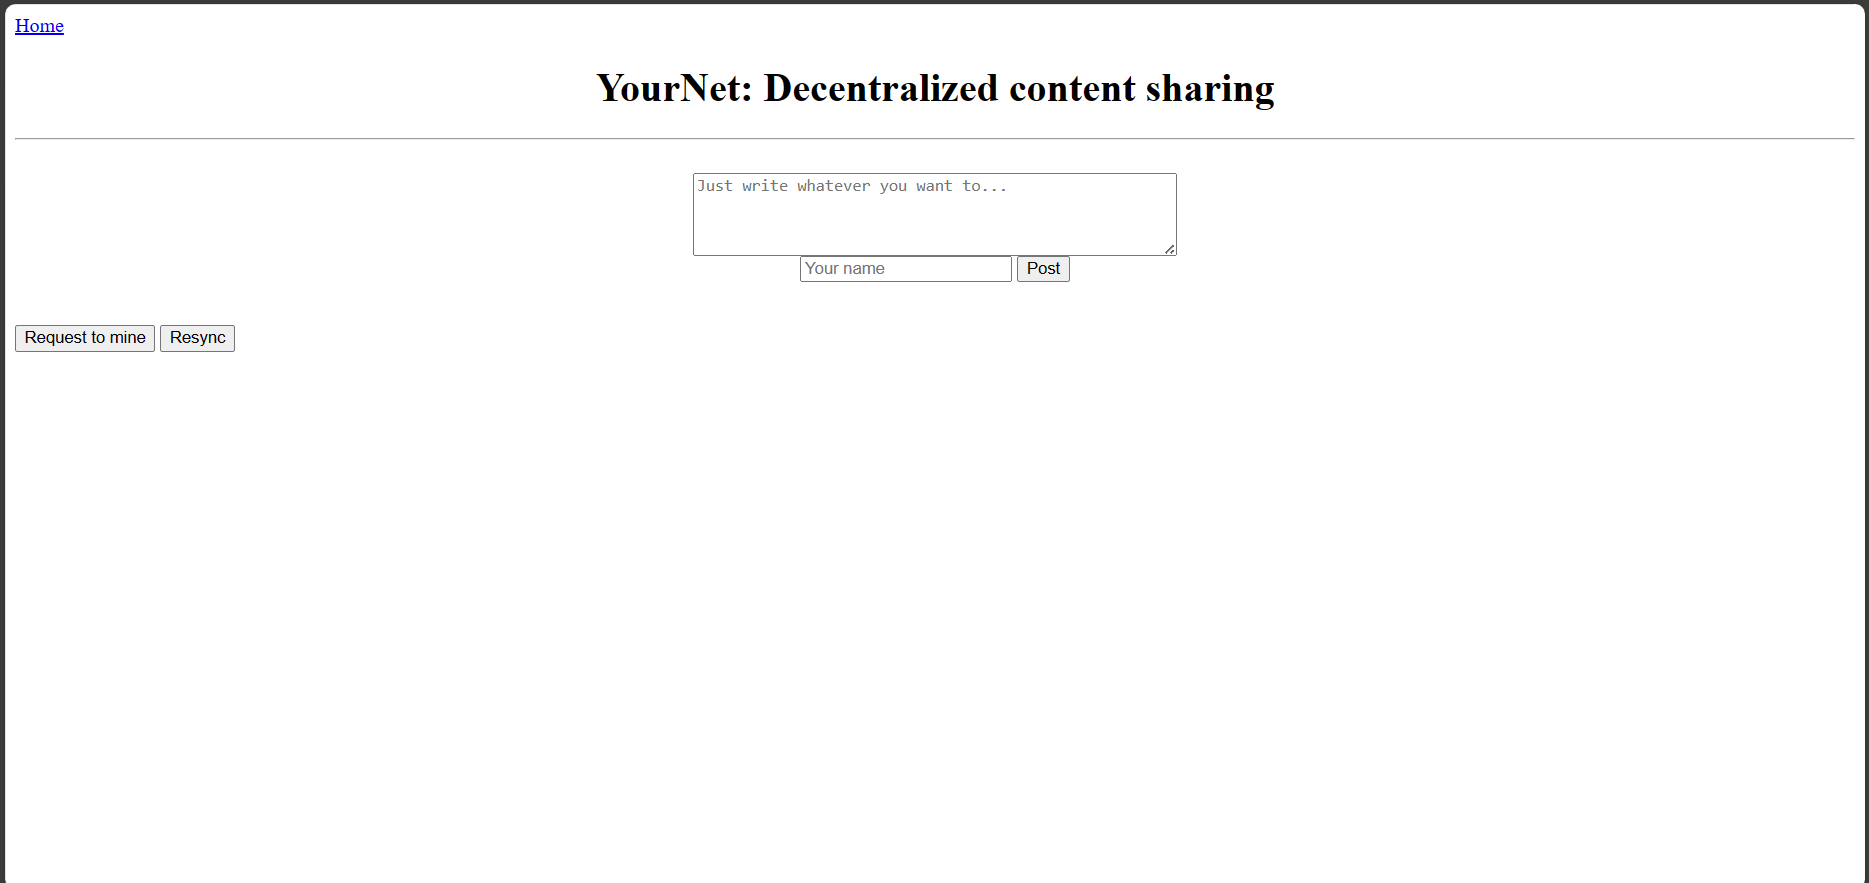 Home
YourNet: Decentralized content sharing
Just write whatever you want to...
Your name Post
Request to mine Resync